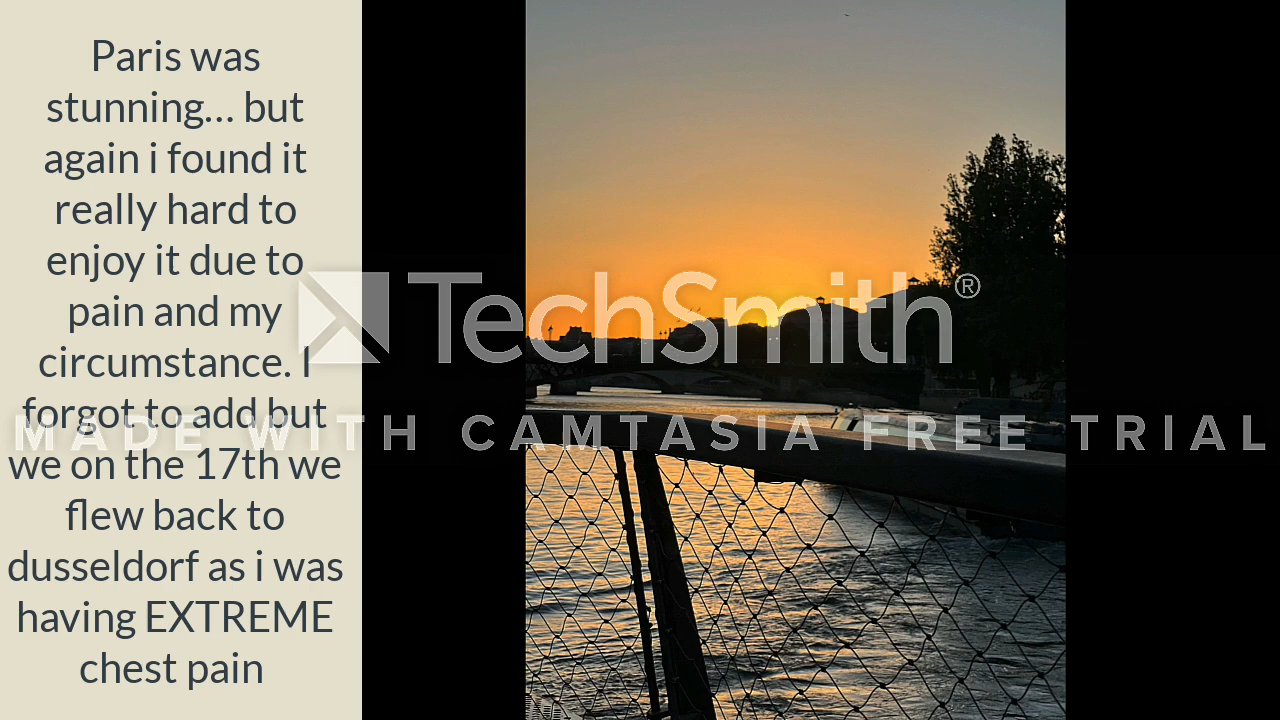 Paris was
stunning... but
again i found it
really hard to
enjoy it due to
pain and my
circumstance. I
forgot to add but
we on the 17th we
flew back to
dusseldorf as i was
having EXTREME
chest pain
TechSmith®
MADE WITH CAMTASIA FREE TRIAL